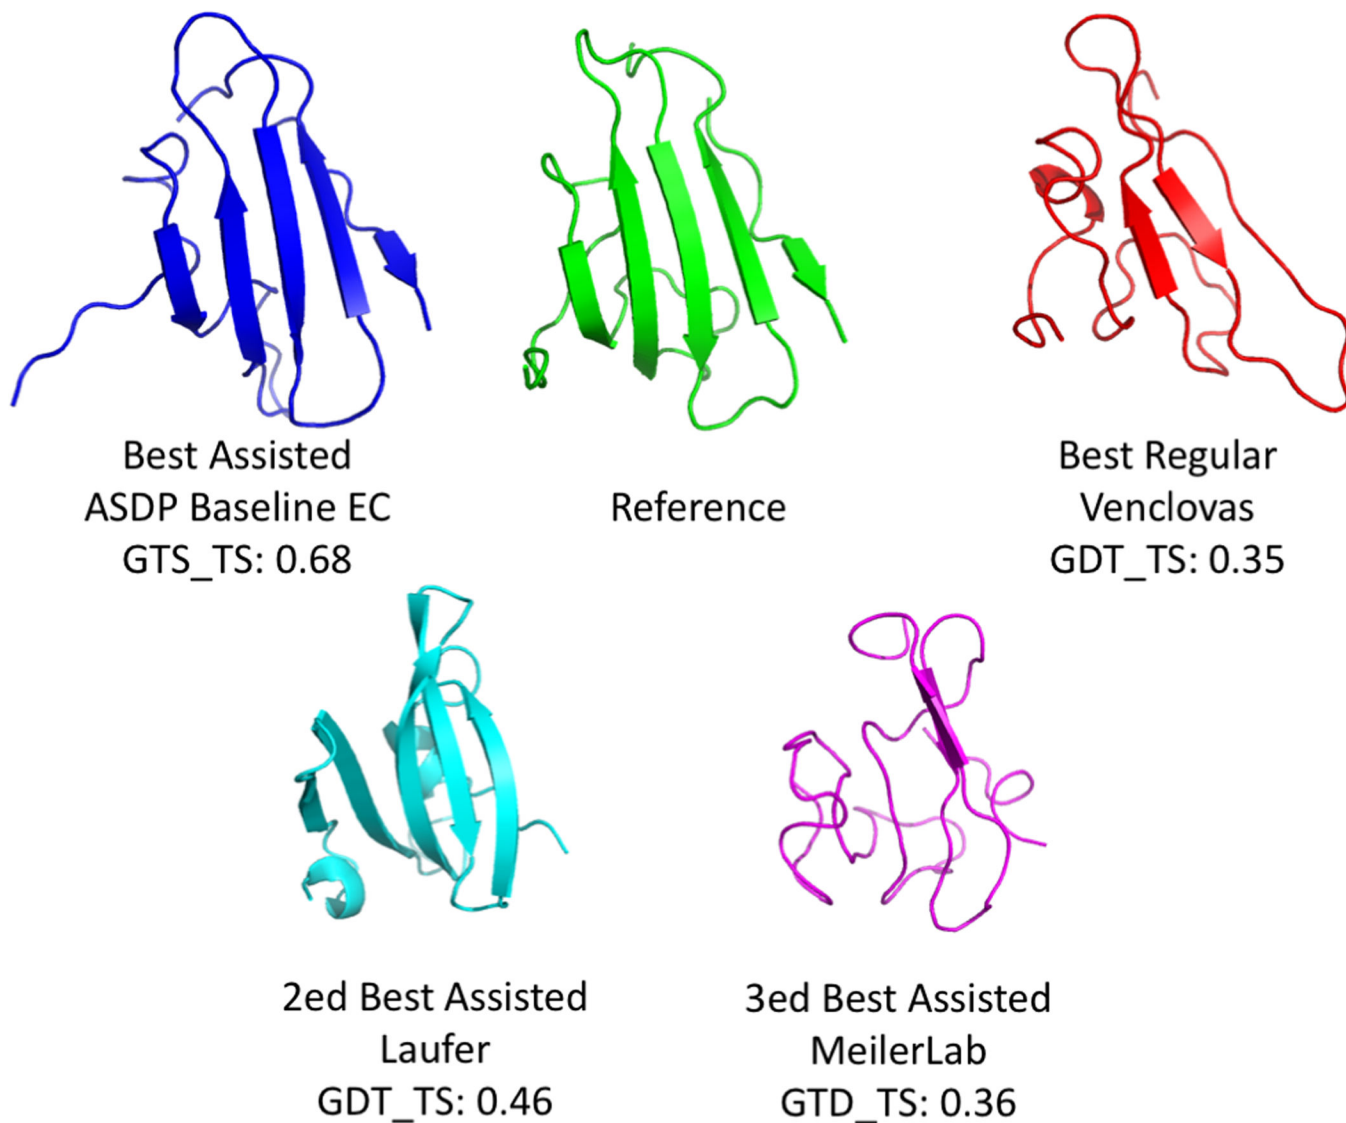 Best Assisted
ASDP Baseline EC
GTS_TS: 0.68
Reference
Best Regular
Venclovas
GDT_TS: 0.35
2ed Best Assisted
Laufer
GDT_TS: 0.46
3ed Best Assisted
MeilerLab
GTD_TS: 0.36